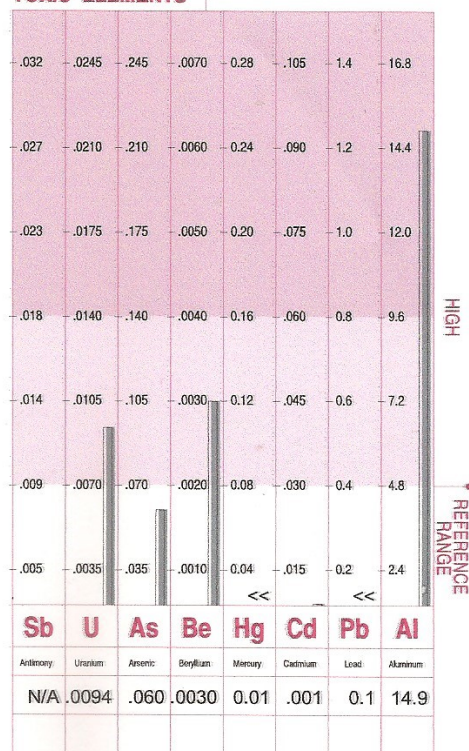 TOXIC ELEMENTS
.032 .0245 .245 .0070 0.28 .105 1.4 16.8
.027 .0210 .210 .0060 0.24 .090 1.2 14.4
.023 .0175 .175 .0050 0.20 .075 1.0 12.0
.018 .0140 .140 .0040 0.16 .060 0.8 9.6
HIGH
.014 .0105 .105 .0030 0.12 .045 0.6 7.2
.009 .0070 .070 .0020 0.08 .030 0.4 4.8
REFERENCE
RANGE
.005 .0035 .035 .0010 0.04 .015 0.2 2.4
<< <<
Sb U As Be Hg Cd Pb Al
Antimony Uranium Arsenic Beryllium Mercury Cadmium Lead Aluminum
N/A .0094 .060 .0030 0.01 .001 0.1 14.9